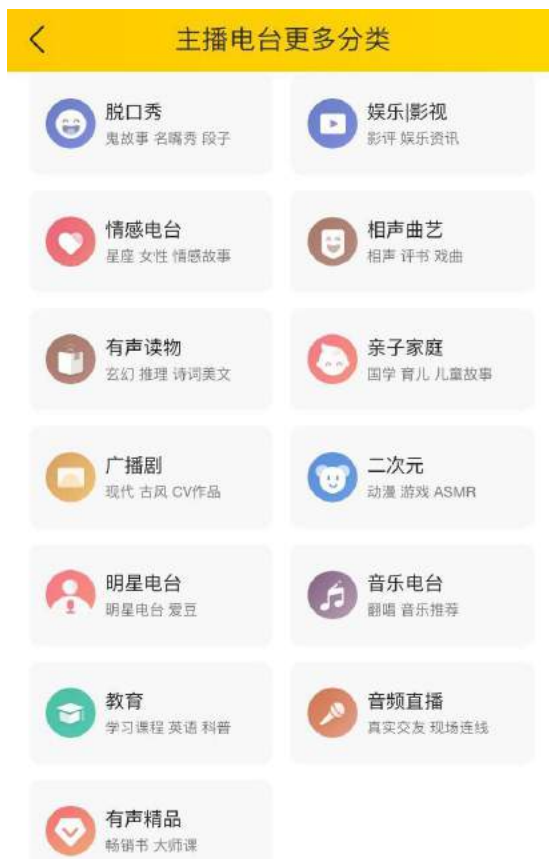 主播电台更多分类
脱口秀
鬼故事 名嘴秀 段子
娱乐|影视
影评 娱乐资讯
情感电台
星座 女性 情感故事
相声曲艺
相声 评书 戏曲
有声读物
玄幻 推理 诗词美文
亲子家庭
国学 育儿 儿童故事
广播剧
现代 古风 CV作品
二次元
动漫 游戏 ASMR
明星电台
明星电台 爱豆
音乐电台
翻唱 音乐推荐
教育
学习课程 英语 科普
音频直播
真实交友 现场连线
有声精品
畅销书 大师课